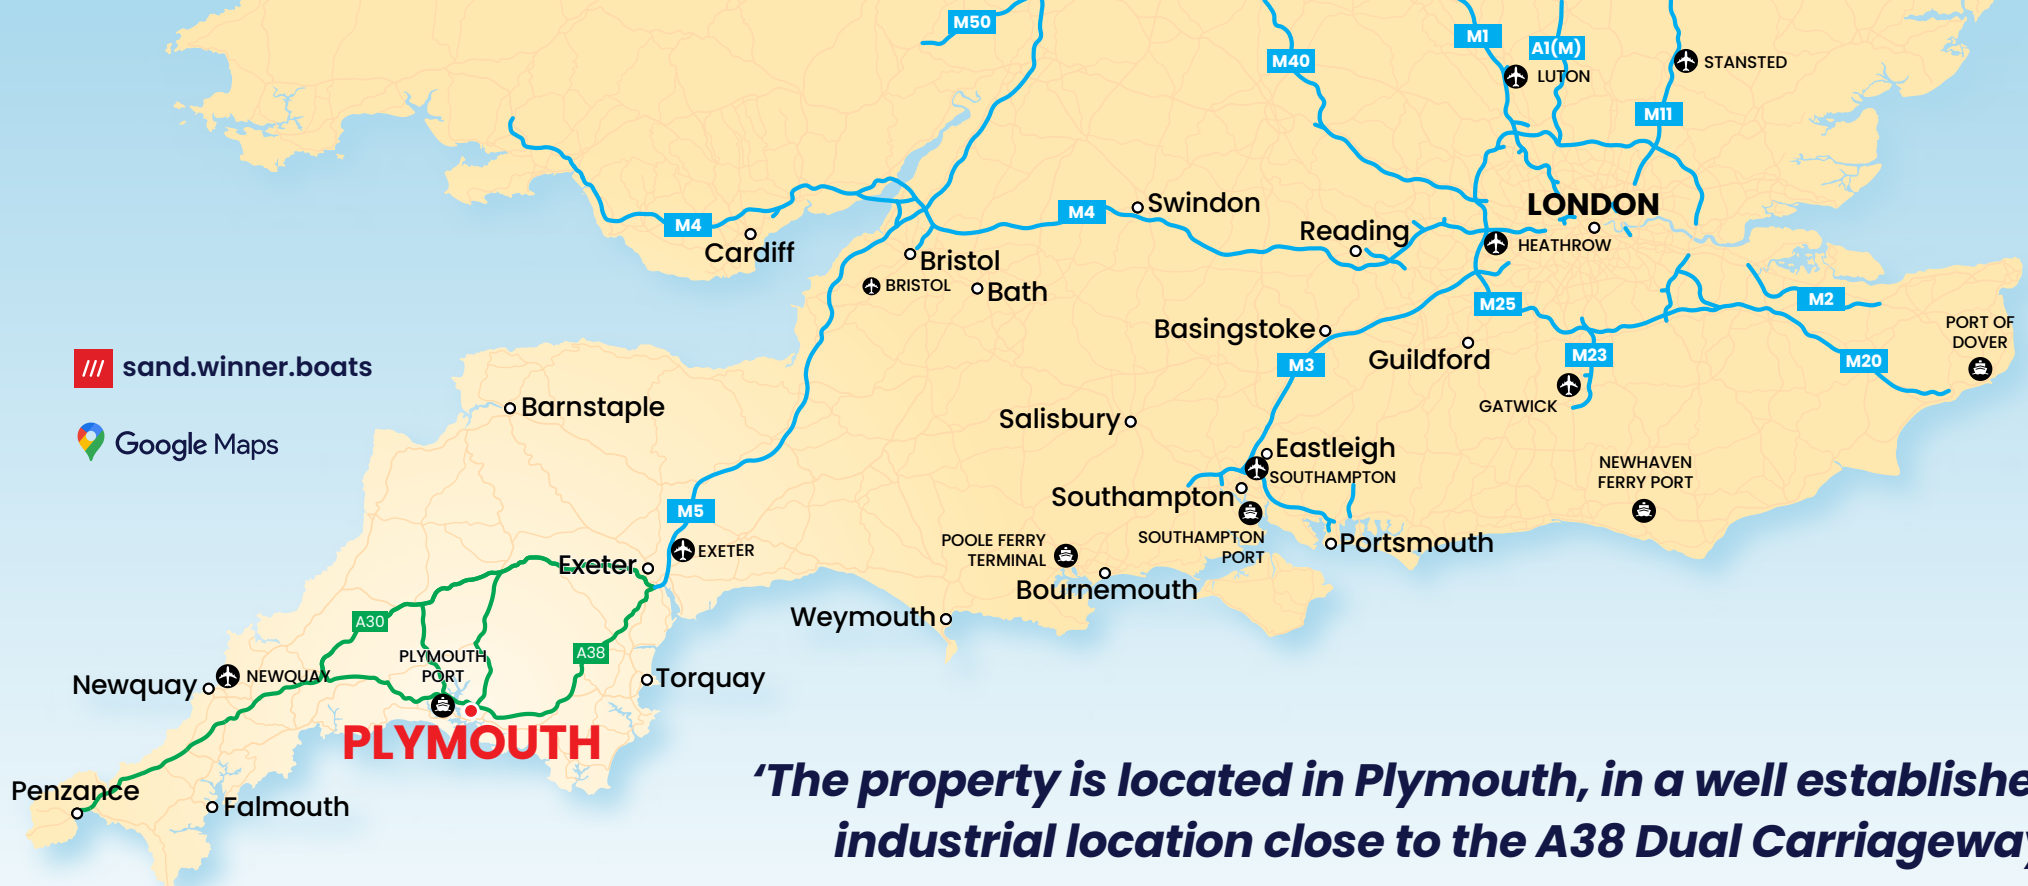 M50
M1
A1(M)
M40
LUTON
STANSTED
M11
LONDON
Swindon
M4
M4
Reading
HEATHROW
Cardiff
Bristol
BRISTOL
Bath
M25
M2
Basingstoke
PORT OF
DOVER
Guildford
M23
M3
M20
sand.winner.boats
GATWICK
Barnstaple
Salisbury
Google Maps
Eastleigh
SOUTHAMPTON
NEWHAVEN
FERRY PORT
Southampton
M5
SOUTHAMPTON
PORT
POOLE FERRY
TERMINAL
Portsmouth
EXETER
Exeter
Bournemouth
Weymouth
A30
A38
PLYMOUTH
PORT
Newquay
NEWQUAY
Torquay
PLYMOUTH
Penzance
Falmouth
‘The property is located in Plymouth, in a well establishe
industrial location close to the A38 Dual Carriageway